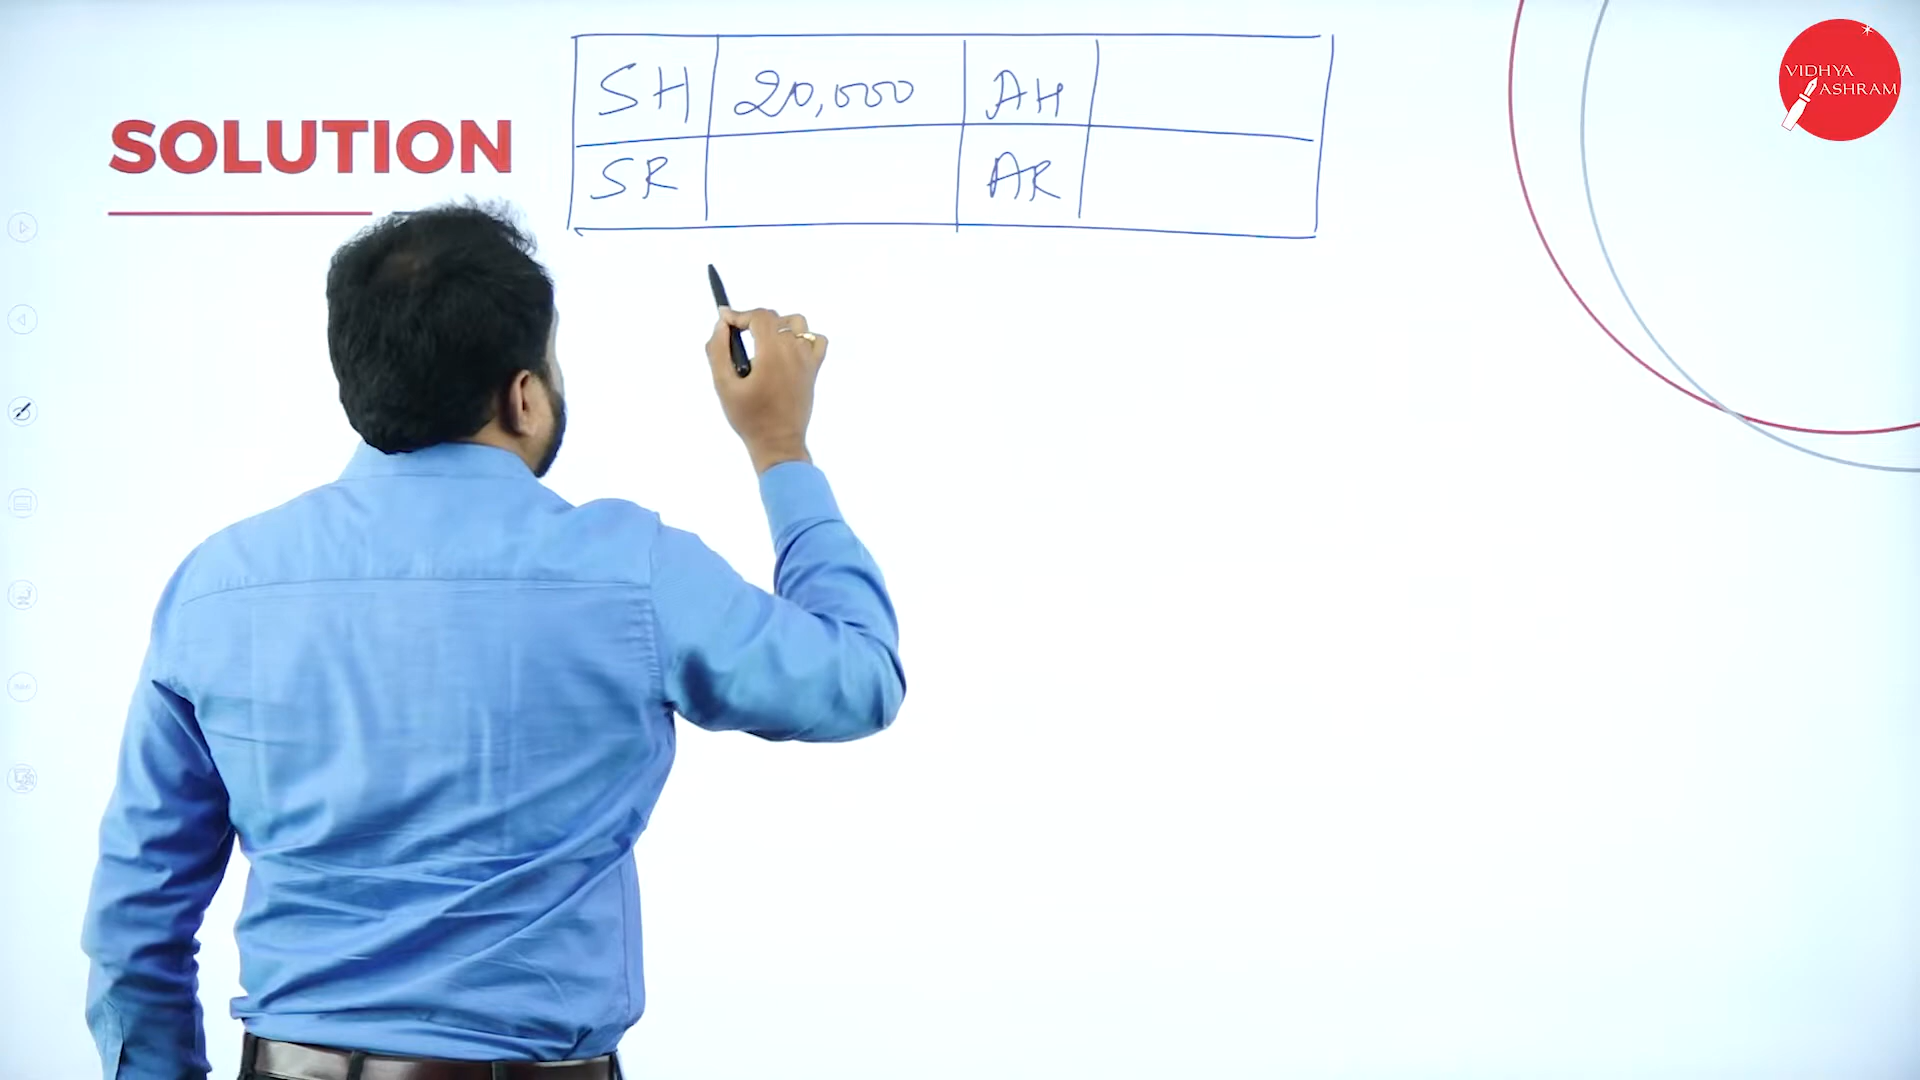 SOLUTION
SH 20,000 AH
SR AR
VIDHYA
ASHRAM